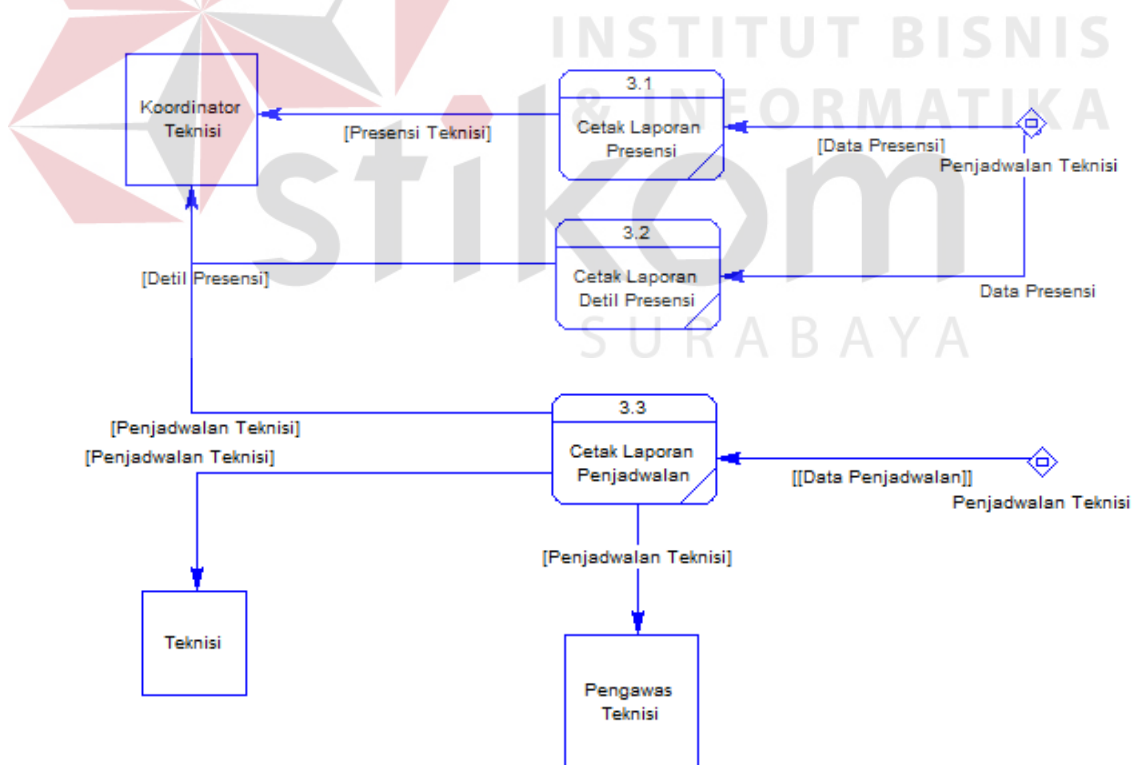 INSTITUT BISNIS
& INFORMATIKA
stikom
SURABAYA
Koordinator
Teknisi
[Presensi Teknisi]
3.1
Cetak Laporan
Presensi
[Data Presensi]
Penjadwalan Teknisi
3.2
Cetak Laporan
Detil Presensi
[Detil Presensi]
Data Presensi
3.3
Cetak Laporan
Penjadwalan
[Penjadwalan Teknisi]
[Penjadwalan Teknisi]
[[Data Penjadwalan]]
Penjadwalan Teknisi
[Penjadwalan Teknisi]
Teknisi
Pengawas
Teknisi